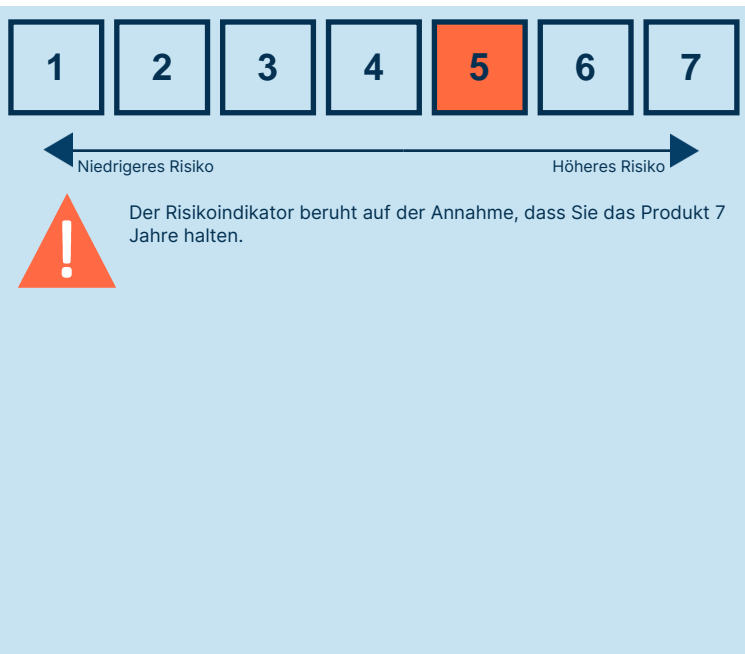 1 2 3 4 5 6 7
Niedrigeres Risiko Höheres Risiko
Der Risikoindikator beruht auf der Annahme, dass Sie das Produkt 7
Jahre halten.